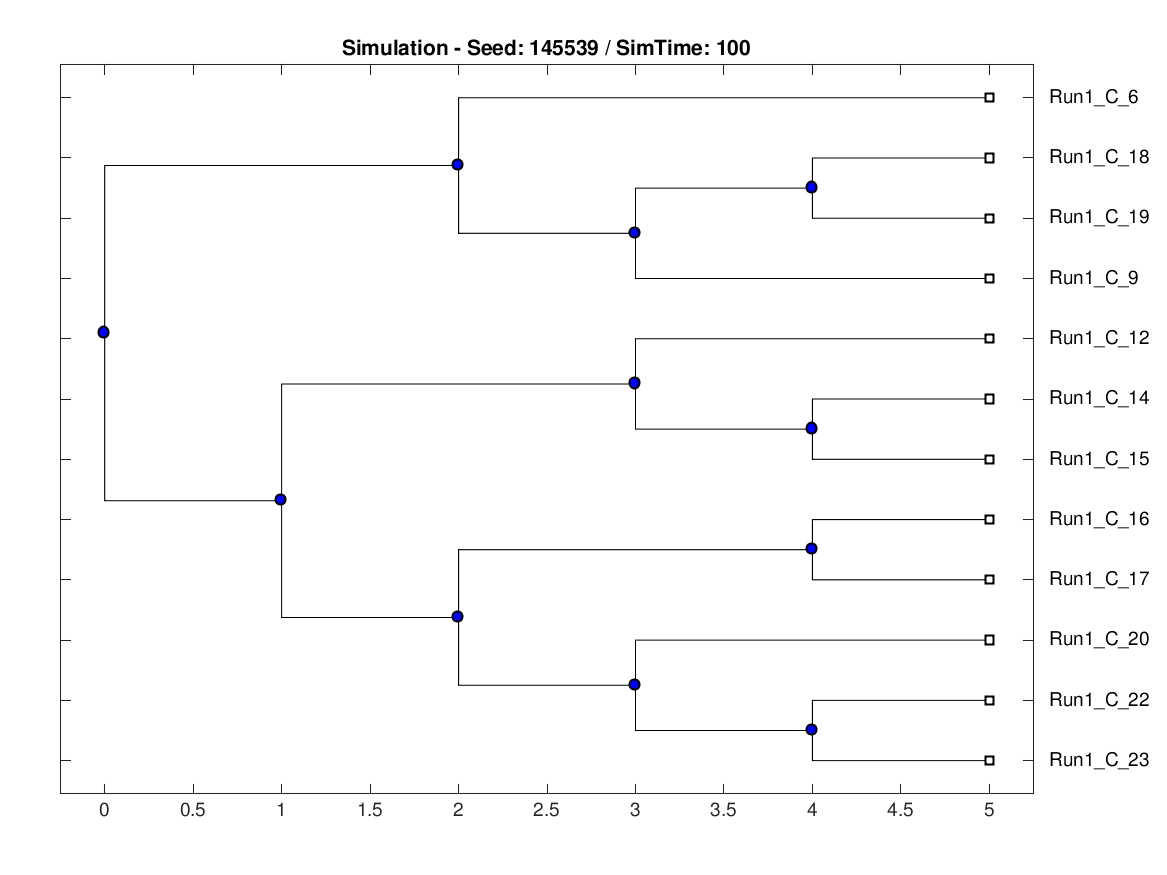 Simulation - Seed: 145539 / SimTime: 100
Run1_C_6
Run1_C_18
Run1_C_19
Run1_C_9
Run1_C_12
Run1_C_14
Run1_C_15
Run1_C_16
Run1_C_17
Run1_C_20
Run1_C_22
Run1_C_23
0 0.5 1 1.5 2 2.5 3 3.5 4 4.5 5